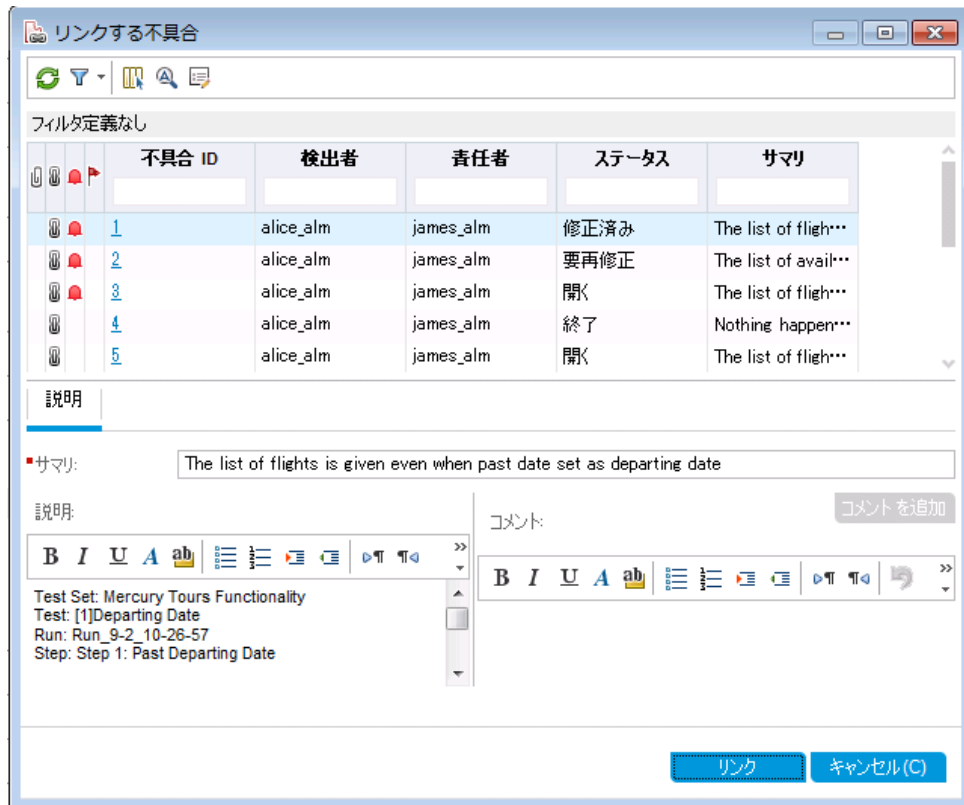 リンクする不具合
フィルタ定義なし
不具合 ID 検出者 責任者 ステータス サマリ
1 alice_alm james_alm 修正済み The list of fligh…
2 alice_alm james_alm 要再修正 The list of avail…
3 alice_alm james_alm 開く The list of fligh…
4 alice_alm james_alm 終了 Nothing happen…
5 alice_alm james_alm 開く The list of fligh…
説明
サマリ: The list of flights is given even when past date set as departing date
説明:
B I U A ab
Test Set: Mercury Tours Functionality
Test: [1]Departing Date
Run: Run_9-2_10-26-57
Step: Step 1: Past Departing Date
コメント:
コメントを追加
B I U A ab
リンク キャンセル(C)